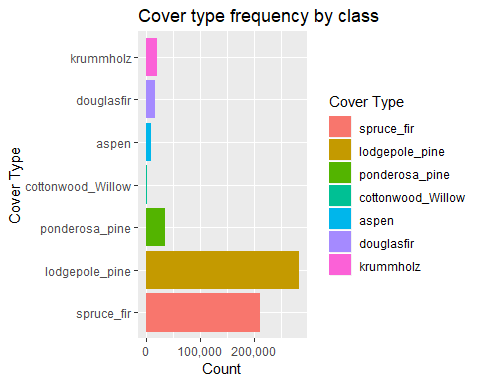 Cover type frequency by class
krummholz
douglasfir
aspen
cottonwood_Willow
ponderosa_pine
lodgepole_pine
spruce_fir
Cover Type
0
100,000
200,000
Count
Cover Type
spruce_fir
lodgepole_pine
ponderosa_pine
cottonwood_Willow
aspen
douglasfir
krummholz